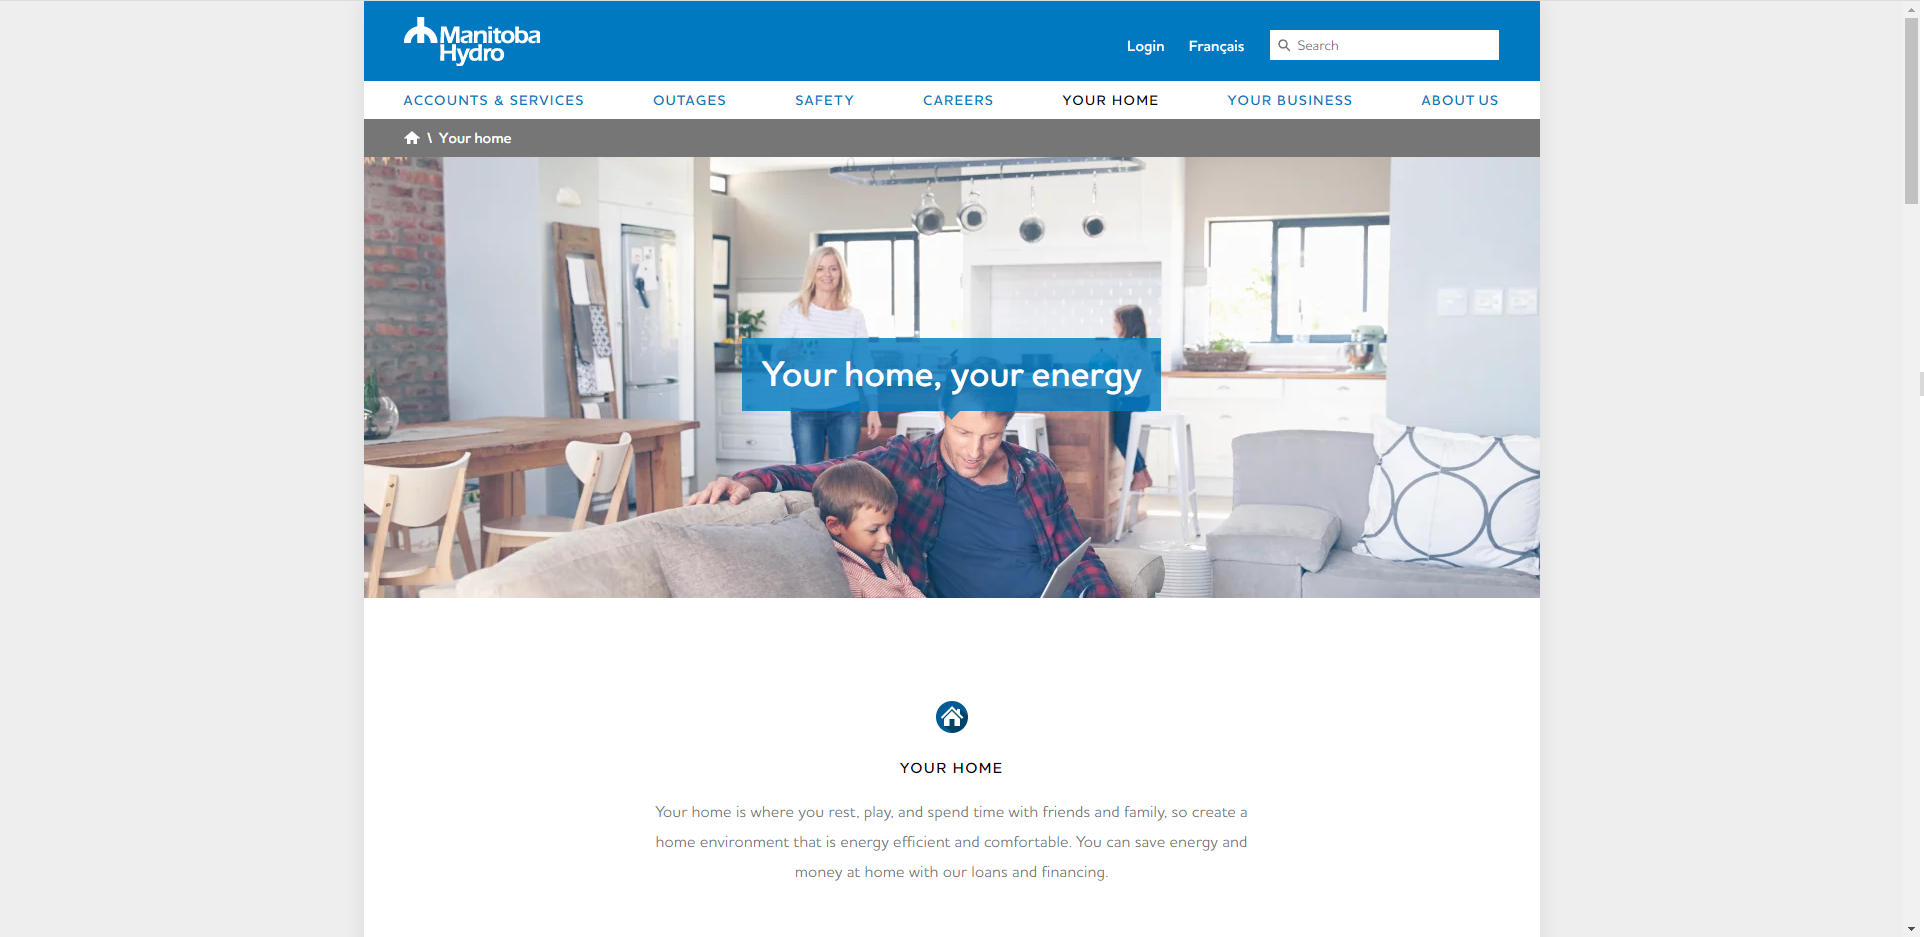 Manitoba
Hydro
Login
Français
Search
ACCOUNTS & SERVICES
OUTAGES
SAFETY
CAREERS
YOUR HOME
YOUR BUSINESS
ABOUT US
\ Your home
Your home, your energy
YOUR HOME
Your home is where you rest, play, and spend time with friends and family, so create a
home environment that is energy efficient and comfortable. You can save energy and
money at home with our loans and financing.